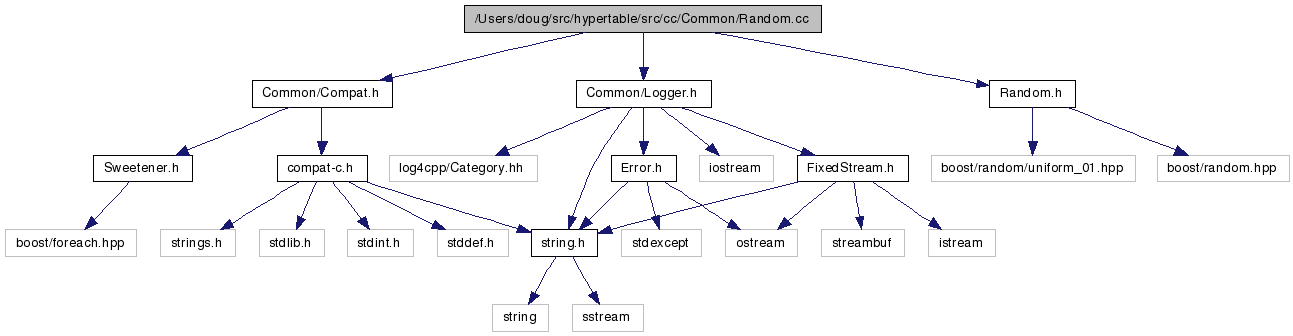 /Users/doug/src/hypertable/src/cc/Common/Random.cc
Common/Compat.h
Common/Logger.h
Random.h
Sweetener.h
compat-c.h
log4cpp/Category.hh
Error.h
iostream
FixedStream.h
boost/random/uniform_01.hpp
boost/random.hpp
boost/foreach.hpp
strings.h
stdlib.h
stdint.h
stddef.h
string.h
stdexcept
ostream
streambuf
istream
string
sstream